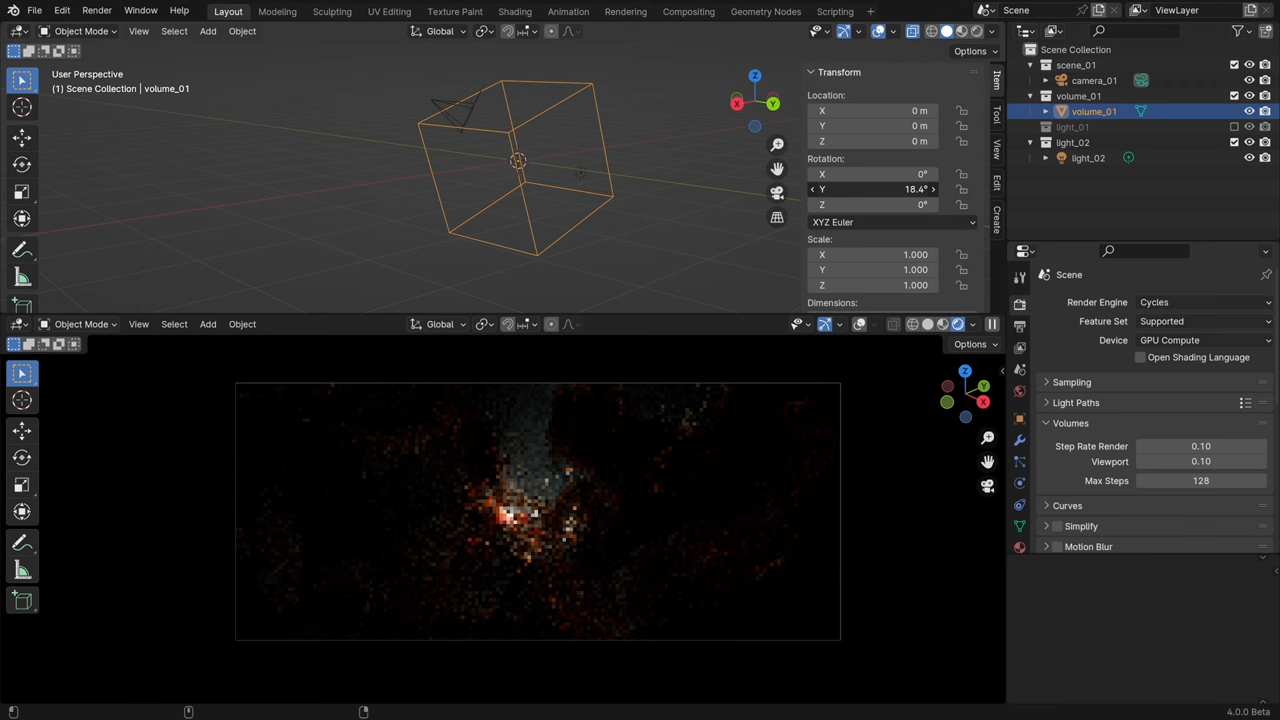 File Edit Render Window Help Layout Modeling Sculpting UV Editing Texture Paint Shading Animation Rendering Compositing Geometry Nodes Scripting Scene ViewLayer
Object Mode View Select Add Object Global
Options
User Perspective
(1) Scene Collection | volume_01
Z
X
Y
Transform
Location:
X 0 m
Y 0 m
Z 0 m
Rotation:
X 0°
Y 18.4°
Z 0°
XYZ Euler
Scale:
X 1.000
Y 1.000
Z 1.000
Dimensions:
Item
Tool
View
Edit
Create
Scene Collection
scene_01
camera_01
volume_01
volume_01
light_01
light_02
light_02
Scene
Render Engine Cycles
Feature Set Supported
Device GPU Compute
Open Shading Language
Sampling
Light Paths
Volumes
Step Rate Render 0.10
Viewport 0.10
Max Steps 128
Curves
Simplify
Motion Blur
Object Mode View Select Add Object Global
Options
Z
Y
X
4.0.0 Beta